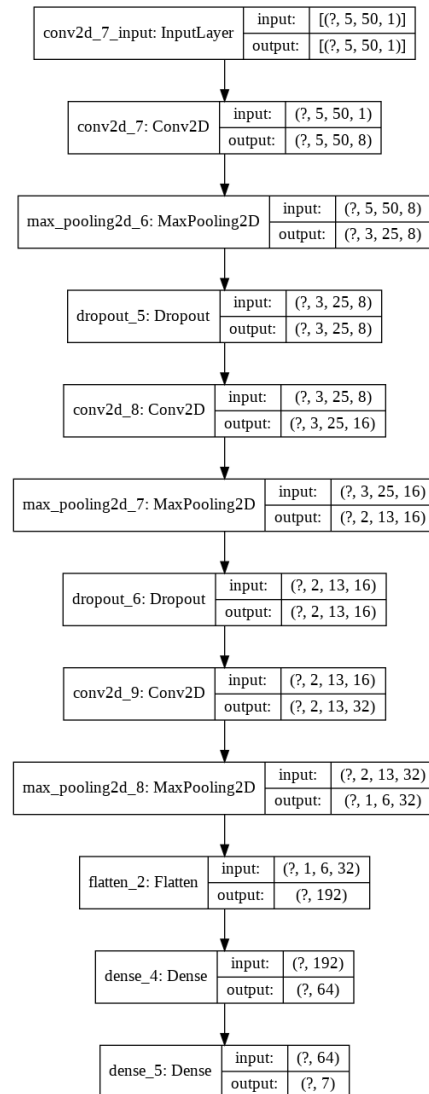 conv2d_7_input: InputLayer
input: [(?, 5, 50, 1)]
output: [(?, 5, 50, 1)]
conv2d_7: Conv2D
input: (?, 5, 50, 1)
output: (?, 5, 50, 8)
max_pooling2d_6: MaxPooling2D
input: (?, 5, 50, 8)
output: (?, 3, 25, 8)
dropout_5: Dropout
input: (?, 3, 25, 8)
output: (?, 3, 25, 8)
conv2d_8: Conv2D
input: (?, 3, 25, 8)
output: (?, 3, 25, 16)
max_pooling2d_7: MaxPooling2D
input: (?, 3, 25, 16)
output: (?, 2, 13, 16)
dropout_6: Dropout
input: (?, 2, 13, 16)
output: (?, 2, 13, 16)
conv2d_9: Conv2D
input: (?, 2, 13, 16)
output: (?, 2, 13, 32)
max_pooling2d_8: MaxPooling2D
input: (?, 2, 13, 32)
output: (?, 1, 6, 32)
flatten_2: Flatten
input: (?, 1, 6, 32)
output: (?, 192)
dense_4: Dense
input: (?, 192)
output: (?, 64)
dense_5: Dense
input: (?, 64)
output: (?, 7)